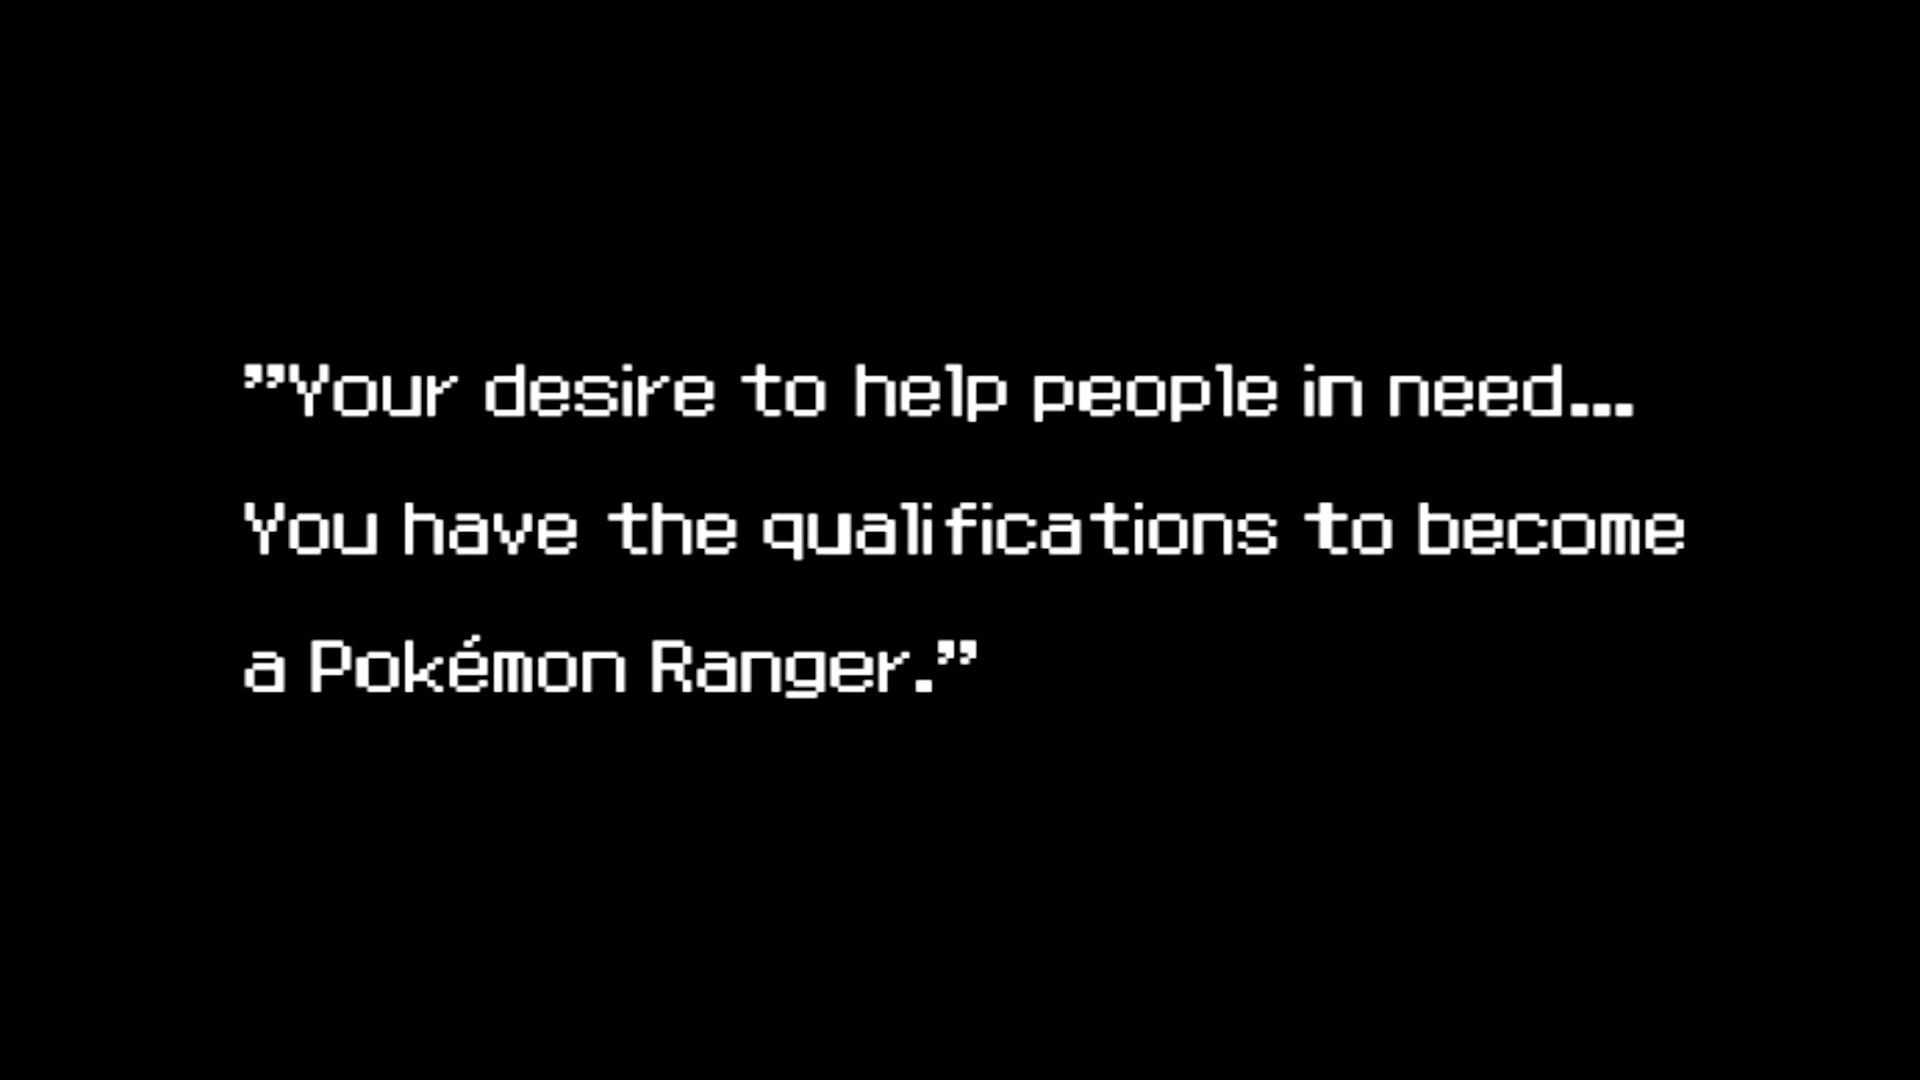 ”Your desire to help people in need...
You have the qualifications to become
a Pokémon Ranger.”